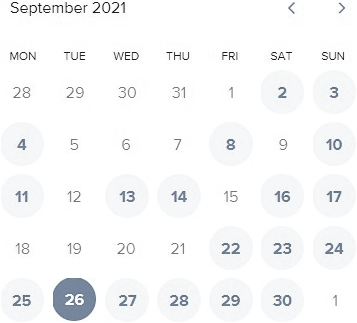 September 2021
MON TUE WED THU FRI SAT SUN
28 29 30 31 1 2 3
4 5 6 7 8 9 10
11 12 13 14 15 16 17
18 19 20 21 22 23 24
25 26 27 28 29 30 1